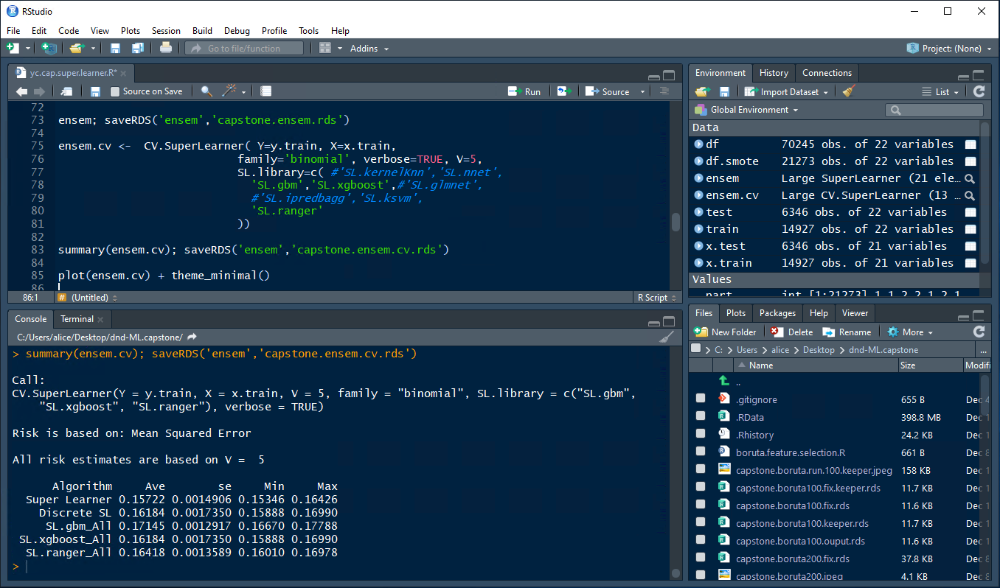 RStudio
File Edit Code View Plots Session Build Debug Profile Tools Help
Go to file/function Addins Project: (None)
yc.cap.super.learner.R*
Source on Save Run Source
72
73 ensem; saveRDS('ensem','capstone.ensem.rds')
74
75 ensem.cv <-  CV.SuperLearner( Y=y.train, X=x.train,
76 family='binomial', verbose=TRUE, V=5,
77 SL.library=c( #'SL.kernelKnn','SL.nnet',
78 'SL.gbm','SL.xgboost',#'SL.glmnet',
79 #'SL.ipredbagg','SL.ksvm',
80 'SL.ranger'
81 ))
82
83 summary(ensem.cv); saveRDS('ensem','capstone.ensem.cv.rds')
84
85 plot(ensem.cv) + theme_minimal()
86
86:1 # (Untitled) R Script
Console Terminal
C:/Users/alice/Desktop/dnd-ML.capstone/
> summary(ensem.cv); saveRDS('ensem','capstone.ensem.cv.rds')
Call:
CV.SuperLearner(Y = y.train, X = x.train, V = 5, family = "binomial", SL.library = c("SL.gbm",
"SL.xgboost", "SL.ranger"), verbose = TRUE)
Risk is based on: Mean Squared Error
All risk estimates are based on V =  5
Algorithm Ave se Min Max
Super Learner 0.15722 0.0014906 0.15346 0.16426
Discrete SL 0.16184 0.0017350 0.15888 0.16990
SL.gbm_All 0.17145 0.0012917 0.16670 0.17788
SL.xgboost_All 0.16184 0.0017350 0.15888 0.16990
SL.ranger_All 0.16418 0.0013589 0.16010 0.16978
>
Environment History Connections
Import Dataset List
Global Environment
Data
df 70245 obs. of 22 variables
df.smote 21273 obs. of 22 variables
ensem Large SuperLearner (21 ele...
ensem.cv Large CV.SuperLearner (13 ...
test 6346 obs. of 22 variables
train 14927 obs. of 22 variables
x.test 6346 obs. of 21 variables
x.train 14927 obs. of 21 variables
Values
part int [1:21273] 1 1 2 2 1 2 1
Files Plots Packages Help Viewer
New Folder Delete Rename More
C: Users alice Desktop dnd-ML.capstone ...
Name Size Modifi
..
.gitignore 655 B Dec 4
.RData 398.8 MB Dec 1
.Rhistory 24.2 KB Dec 1
boruta.feature.selection.R 661 B Dec 8
capstone.boruta.run.100.keeper.jpeg 158 KB Dec 1
capstone.boruta100.fix.keeper.rds 11.7 KB Dec 1
capstone.boruta100.fix.rds 11.6 KB Dec 1
capstone.boruta100.keeper.rds 11.7 KB Dec 1
capstone.boruta100.ouput.rds 11.6 KB Dec 1
capstone.boruta200.fix.rds 37.8 KB Dec 8
capstone.boruta200.jpeg 4.1 KB Dec 8